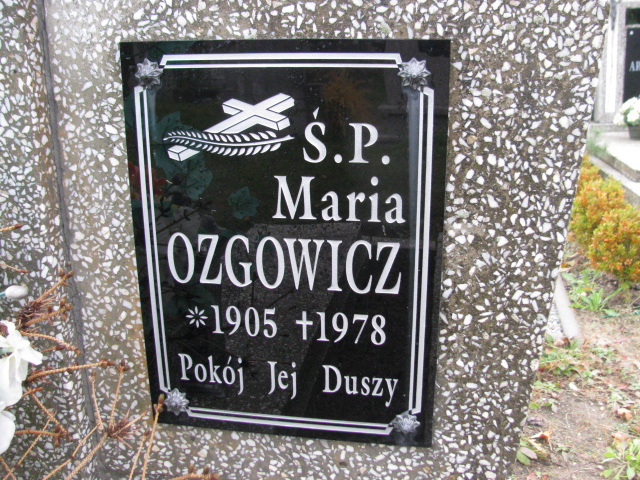 Ś.P.
Maria
OZGOWICZ
*1905 †1978
Pokój Jej Duszy